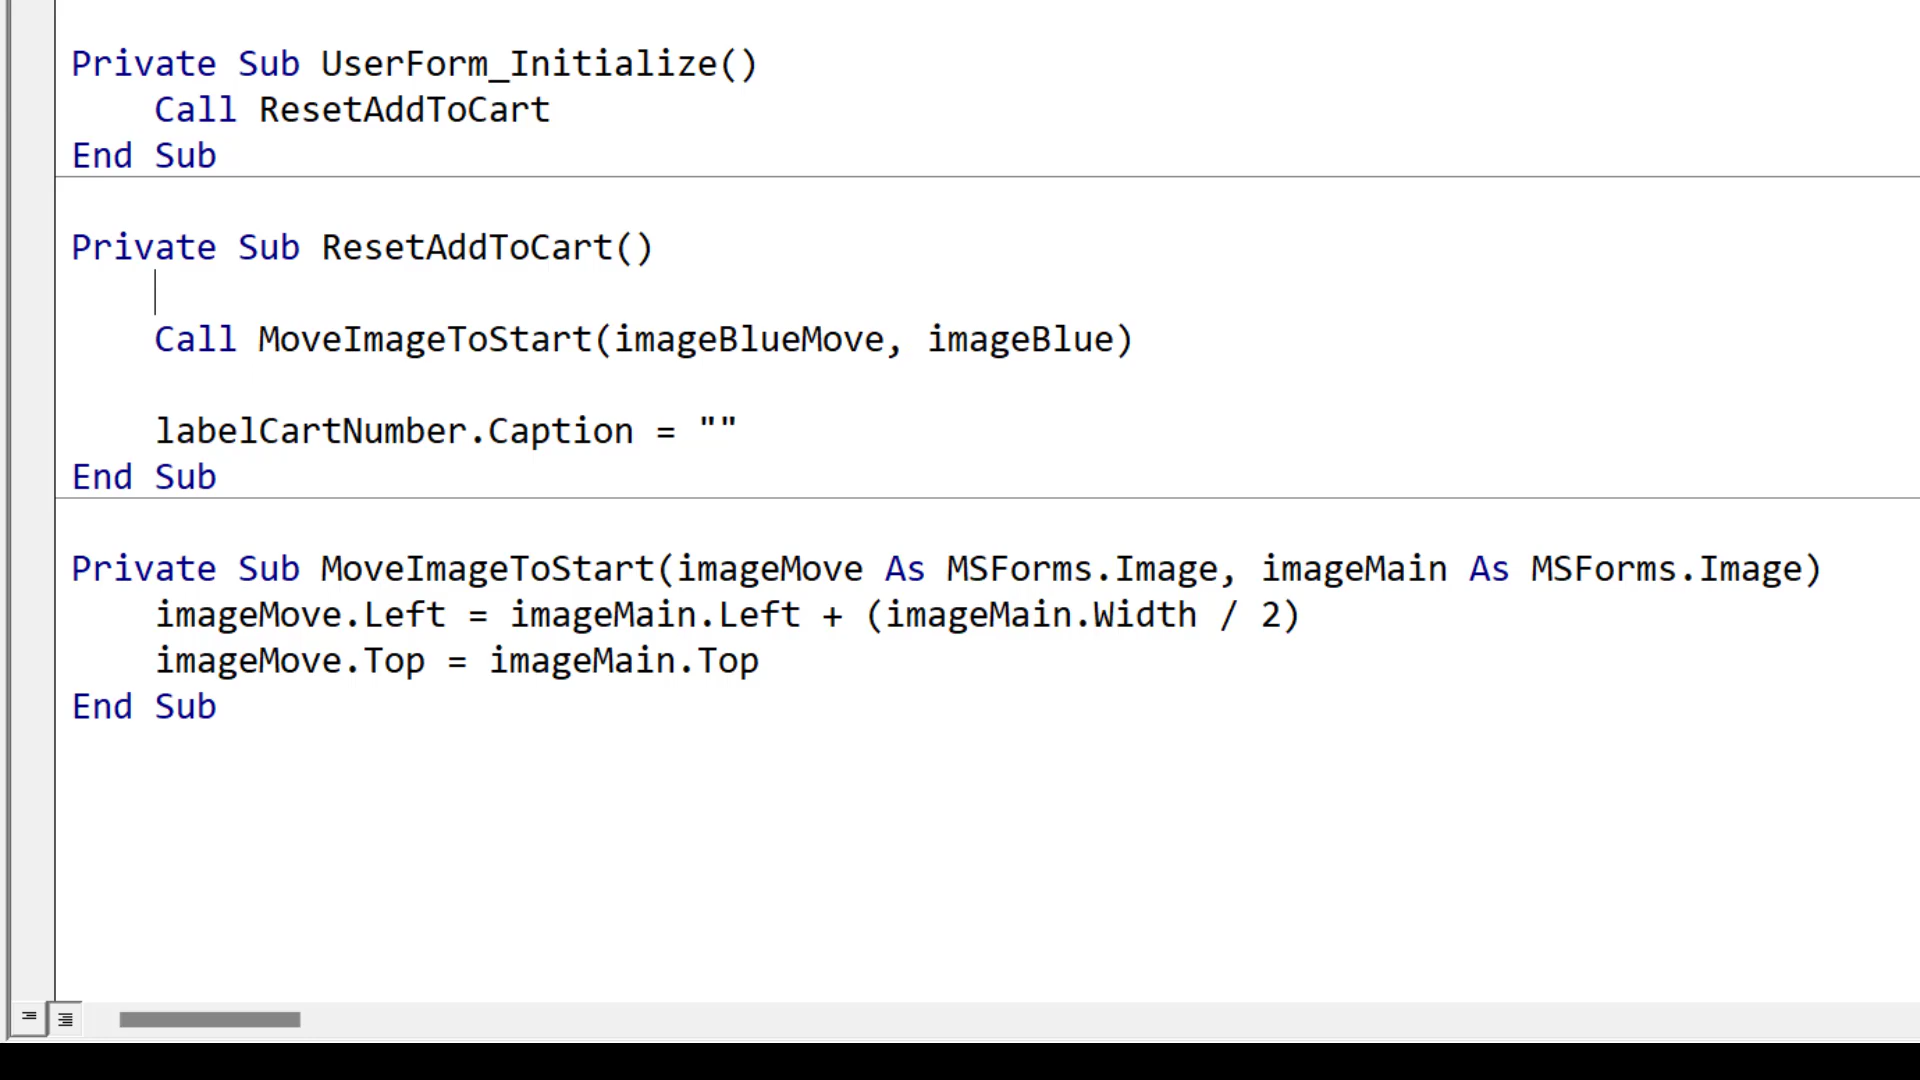 Private Sub UserForm_Initialize()
    Call ResetAddToCart
End Sub
Private Sub ResetAddToCart()
    Call MoveImageToStart(imageBlueMove, imageBlue)
    labelCartNumber.Caption = ""
End Sub
Private Sub MoveImageToStart(imageMove As MSForms.Image, imageMain As MSForms.Image)
    imageMove.Left = imageMain.Left + (imageMain.Width / 2)
    imageMove.Top = imageMain.Top
End Sub